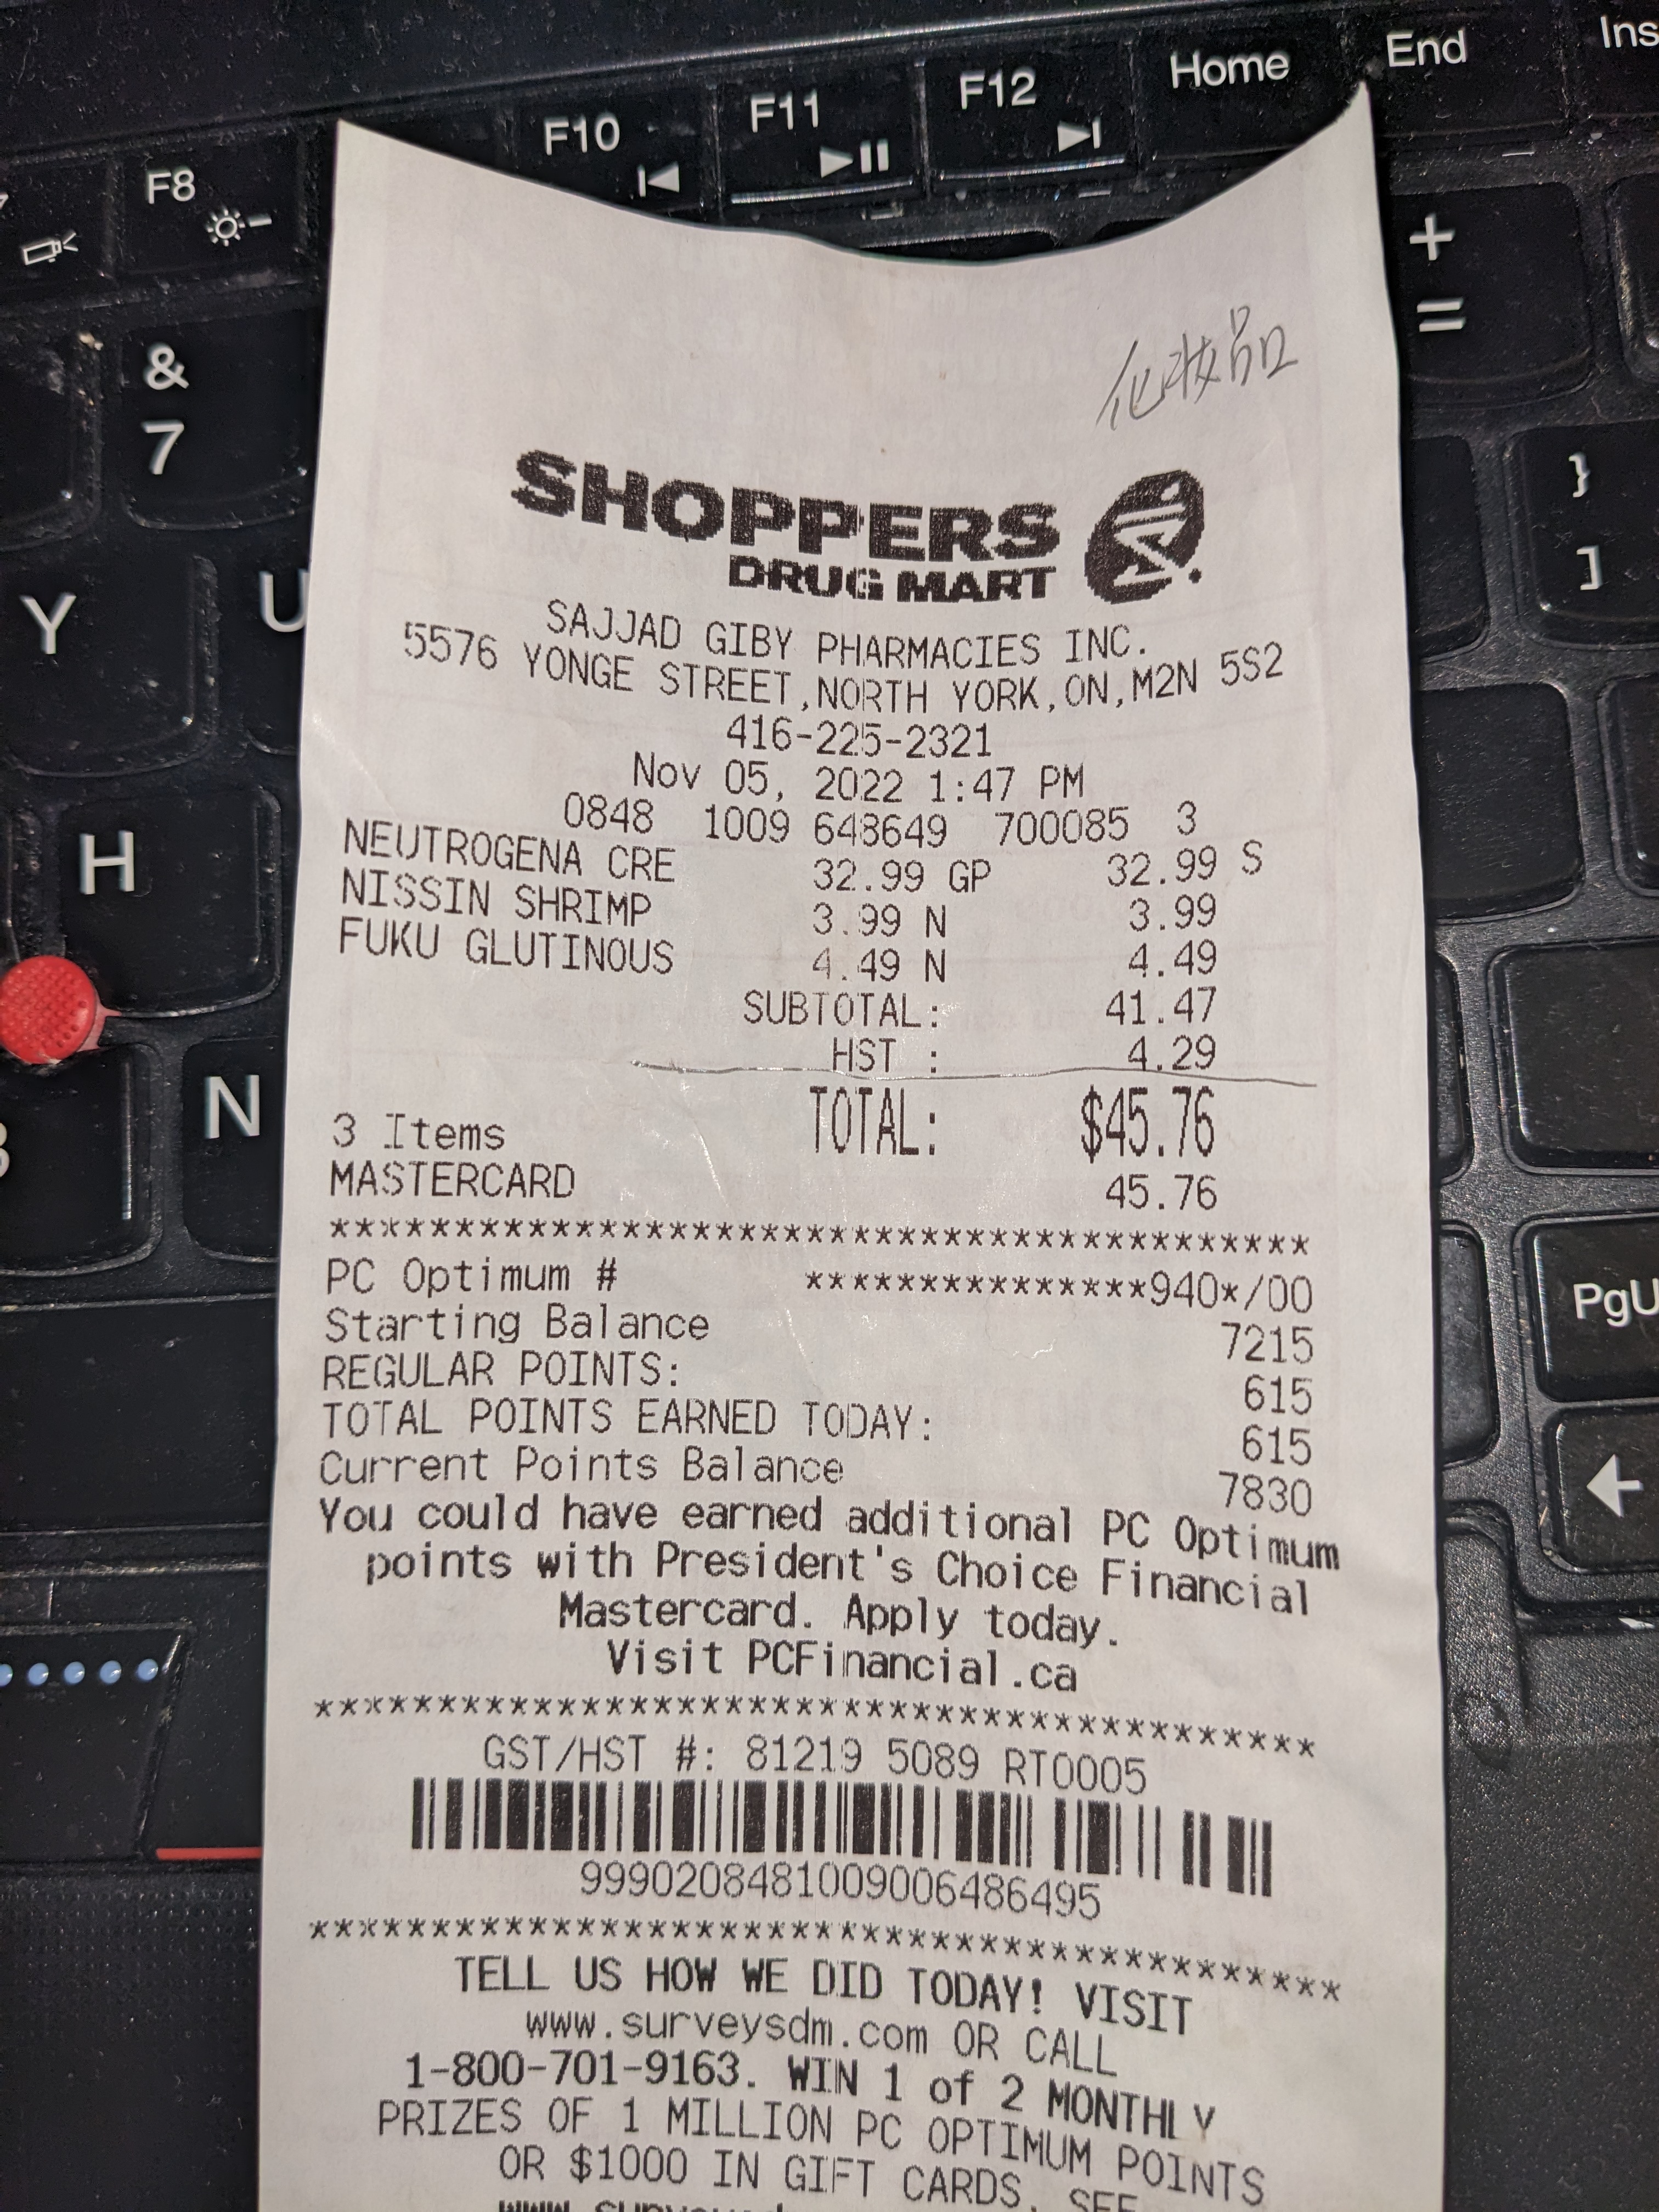 F8
F10
F11
F12
Home
End
Ins
&
7
+
=
Y
U
}
]
H
N
PgU
化妆品
SHOPPERS
DRUG MART
SAJJAD GIBY PHARMACIES INC.
5576 YONGE STREET,NORTH YORK,ON,M2N 5S2
416-225-2321
Nov 05, 2022 1:47 PM
0848 1009 648649 700085 3
NEUTROGENA CRE 32.99 GP 32.99 S
NISSIN SHRIMP 3.99 N 3.99
FUKU GLUTINOUS 4.49 N 4.49
SUBTOTAL: 41.47
HST : 4.29
TOTAL: $45.76
3 Items
MASTERCARD 45.76
****************************************
PC Optimum # **************940*/00
Starting Balance 7215
REGULAR POINTS: 615
TOTAL POINTS EARNED TODAY: 615
Current Points Balance 7830
You could have earned additional PC Optimum
points with President's Choice Financial
Mastercard. Apply today.
Visit PCFinancial.ca
****************************************
GST/HST #: 81219 5089 RT0005
9990208481009006486495
****************************************
TELL US HOW WE DID TODAY! VISIT
www.surveysdm.com OR CALL
1-800-701-9163. WIN 1 of 2 MONTHLY
PRIZES OF 1 MILLION PC OPTIMUM POINTS
OR $1000 IN GIFT CARDS. SEE